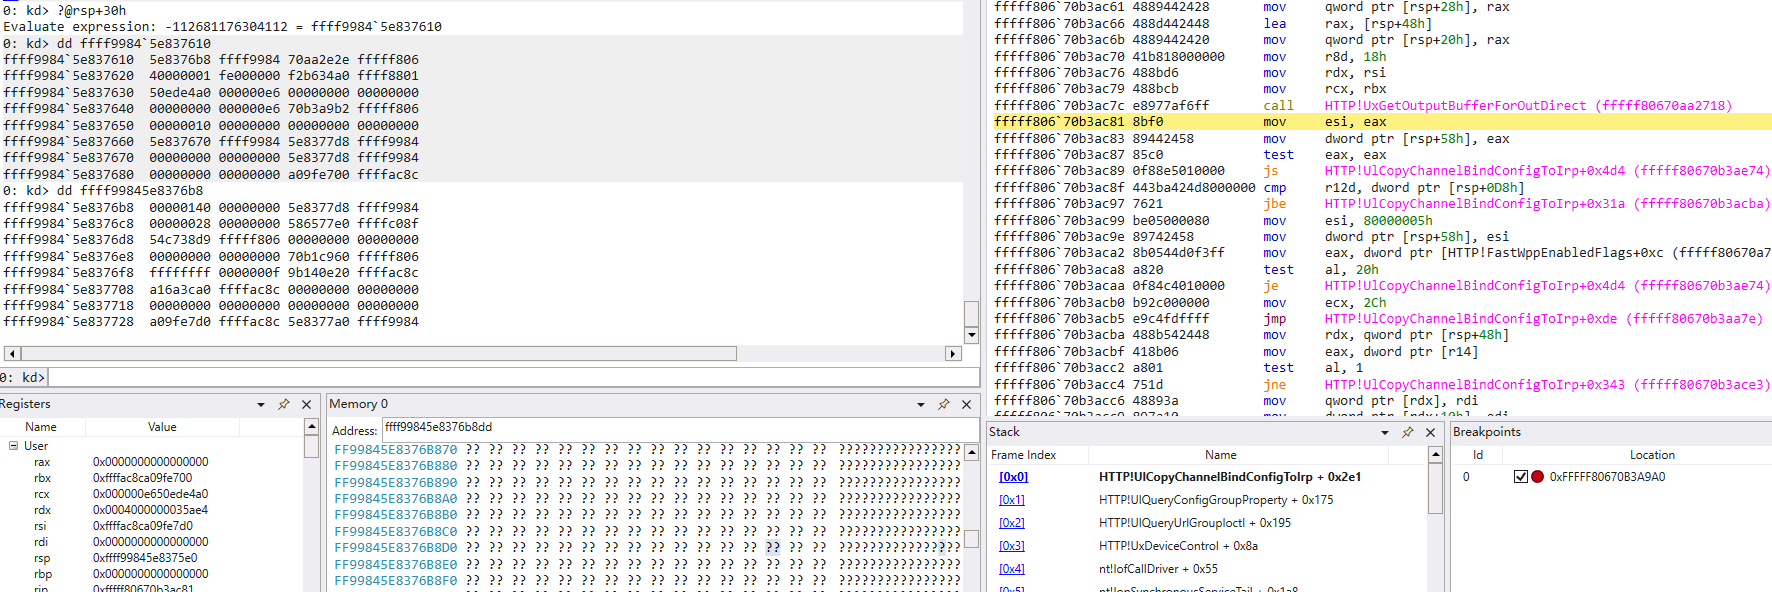 0: kd> ?@rsp+30h
Evaluate expression: -112681176304112 = ffff9984`5e837610
0: kd> dd ffff9984`5e837610
ffff9984`5e837610  5e8376b8 ffff9984 70aa2e2e fffff806
ffff9984`5e837620  40000001 fe000000 f2b634a0 ffff8801
ffff9984`5e837630  50ede4a0 000000e6 00000000 00000000
ffff9984`5e837640  00000000 000000e6 70b3a9b2 fffff806
ffff9984`5e837650  00000010 00000000 00000000 00000000
ffff9984`5e837660  5e837670 ffff9984 5e8377d8 ffff9984
ffff9984`5e837670  00000000 00000000 5e8377d8 ffff9984
ffff9984`5e837680  00000000 00000000 a09fe700 ffffac8c
0: kd> dd ffff99845e8376b8
ffff9984`5e8376b8  00000140 00000000 5e8377d8 ffff9984
ffff9984`5e8376c8  00000028 00000000 586577e0 ffffc08f
ffff9984`5e8376d8  54c738d9 fffff806 00000000 00000000
ffff9984`5e8376e8  00000000 00000000 70b1c960 fffff806
ffff9984`5e8376f8  ffffffff 0000000f 9b140e20 ffffac8c
ffff9984`5e837708  a16a3ca0 ffffac8c 00000000 00000000
ffff9984`5e837718  00000000 00000000 00000000 00000000
ffff9984`5e837728  a09fe7d0 ffffac8c 5e8377a0 ffff9984
0: kd>
fffff806`70b3ac61 4889442428 mov qword ptr [rsp+28h], rax
fffff806`70b3ac66 488d442448 lea rax, [rsp+48h]
fffff806`70b3ac6b 4889442420 mov qword ptr [rsp+20h], rax
fffff806`70b3ac70 41b818000000 mov r8d, 18h
fffff806`70b3ac76 488bd6 mov rdx, rsi
fffff806`70b3ac79 488bcb mov rcx, rbx
fffff806`70b3ac7c e8977af6ff call HTTP!UxGetOutputBufferForOutDirect (fffff80670aa2718)
fffff806`70b3ac81 8bf0 mov esi, eax
fffff806`70b3ac83 89442458 mov dword ptr [rsp+58h], eax
fffff806`70b3ac87 85c0 test eax, eax
fffff806`70b3ac89 0f88e5010000 js HTTP!UlCopyChannelBindConfigToIrp+0x4d4 (fffff80670b3ae74)
fffff806`70b3ac8f 443ba424d8000000 cmp r12d, dword ptr [rsp+0D8h]
fffff806`70b3ac97 7621 jbe HTTP!UlCopyChannelBindConfigToIrp+0x31a (fffff80670b3acba)
fffff806`70b3ac99 be05000080 mov esi, 80000005h
fffff806`70b3ac9e 89742458 mov dword ptr [rsp+58h], esi
fffff806`70b3aca2 8b0544d0f3ff mov eax, dword ptr [HTTP!FastWppEnabledFlags+0xc (fffff80670a7
fffff806`70b3aca8 a820 test al, 20h
fffff806`70b3acaa 0f84c4010000 je HTTP!UlCopyChannelBindConfigToIrp+0x4d4 (fffff80670b3ae74)
fffff806`70b3acb0 b92c000000 mov ecx, 2Ch
fffff806`70b3acb5 e9c4fdffff jmp HTTP!UlCopyChannelBindConfigToIrp+0xde (fffff80670b3aa7e)
fffff806`70b3acba 488b542448 mov rdx, qword ptr [rsp+48h]
fffff806`70b3acbf 418b06 mov eax, dword ptr [r14]
fffff806`70b3acc2 a801 test al, 1
fffff806`70b3acc4 751d jne HTTP!UlCopyChannelBindConfigToIrp+0x343 (fffff80670b3ace3)
fffff806`70b3acc6 48893a mov qword ptr [rdx], rdi
fffff806`70b3acc9 897a10 mov dword ptr [rdx+10h], edi
Registers
Name Value
User
rax 0x0000000000000000
rbx 0xffffac8ca09fe700
rcx 0x000000e650ede4a0
rdx 0x0004000000035ae4
rsi 0xffffac8ca09fe7d0
rdi 0x0000000000000000
rsp 0xffff99845e8375e0
rbp 0x0000000000000000
rip 0xfffff80670b3ac81
Memory 0
Address: ffff99845e8376b8dd
FF99845E8376B870 ?? ?? ?? ?? ?? ?? ?? ?? ?? ?? ?? ?? ?? ?? ?? ?? ????????????????
FF99845E8376B880 ?? ?? ?? ?? ?? ?? ?? ?? ?? ?? ?? ?? ?? ?? ?? ?? ????????????????
FF99845E8376B890 ?? ?? ?? ?? ?? ?? ?? ?? ?? ?? ?? ?? ?? ?? ?? ?? ????????????????
FF99845E8376B8A0 ?? ?? ?? ?? ?? ?? ?? ?? ?? ?? ?? ?? ?? ?? ?? ?? ????????????????
FF99845E8376B8B0 ?? ?? ?? ?? ?? ?? ?? ?? ?? ?? ?? ?? ?? ?? ?? ?? ????????????????
FF99845E8376B8C0 ?? ?? ?? ?? ?? ?? ?? ?? ?? ?? ?? ?? ?? ?? ?? ?? ????????????????
FF99845E8376B8D0 ?? ?? ?? ?? ?? ?? ?? ?? ?? ?? ?? ?? ?? ?? ?? ?? ????????????????
FF99845E8376B8E0 ?? ?? ?? ?? ?? ?? ?? ?? ?? ?? ?? ?? ?? ?? ?? ?? ????????????????
FF99845E8376B8F0 ?? ?? ?? ?? ?? ?? ?? ?? ?? ?? ?? ?? ?? ?? ?? ?? ????????????????
Stack
Frame Index Name
[0x0] HTTP!UlCopyChannelBindConfigToIrp + 0x2e1
[0x1] HTTP!UlQueryConfigGroupProperty + 0x175
[0x2] HTTP!UlQueryUrlGroupIoctl + 0x195
[0x3] HTTP!UxDeviceControl + 0x8a
[0x4] nt!IofCallDriver + 0x55
[0x5] nt!IopSynchronousServiceTail + 0x1a8
Breakpoints
Id Location
0 0xFFFFF80670B3A9A0